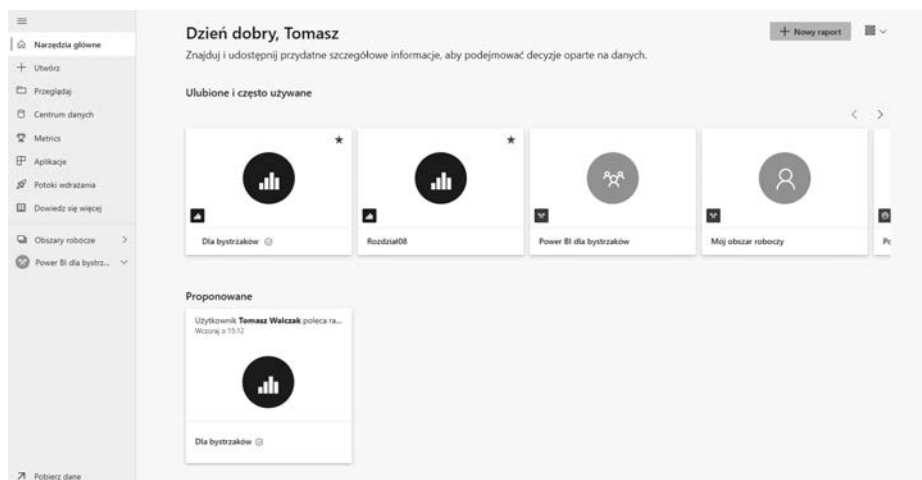 Narzędzia główne
Utwórz
Przeglądaj
Centrum danych
Metrics
Aplikacje
Potoki wdrażania
Dowiedz się więcej
Obszary robocze
Power BI dla bystrz...
Pobierz dane
Dzień dobry, Tomasz
Znajduj i udostępnij przydatne szczegółowe informacje, aby podejmować decyzje oparte na danych.
+ Nowy raport
Ulubione i często używane
Dla bystrzaków
Rozdział08
Power BI dla bystrzaków
Mój obszar roboczy
Po
Proponowane
Użytkownik Tomasz Walczak poleca ra...
Wczoraj o 15:12
Dla bystrzaków